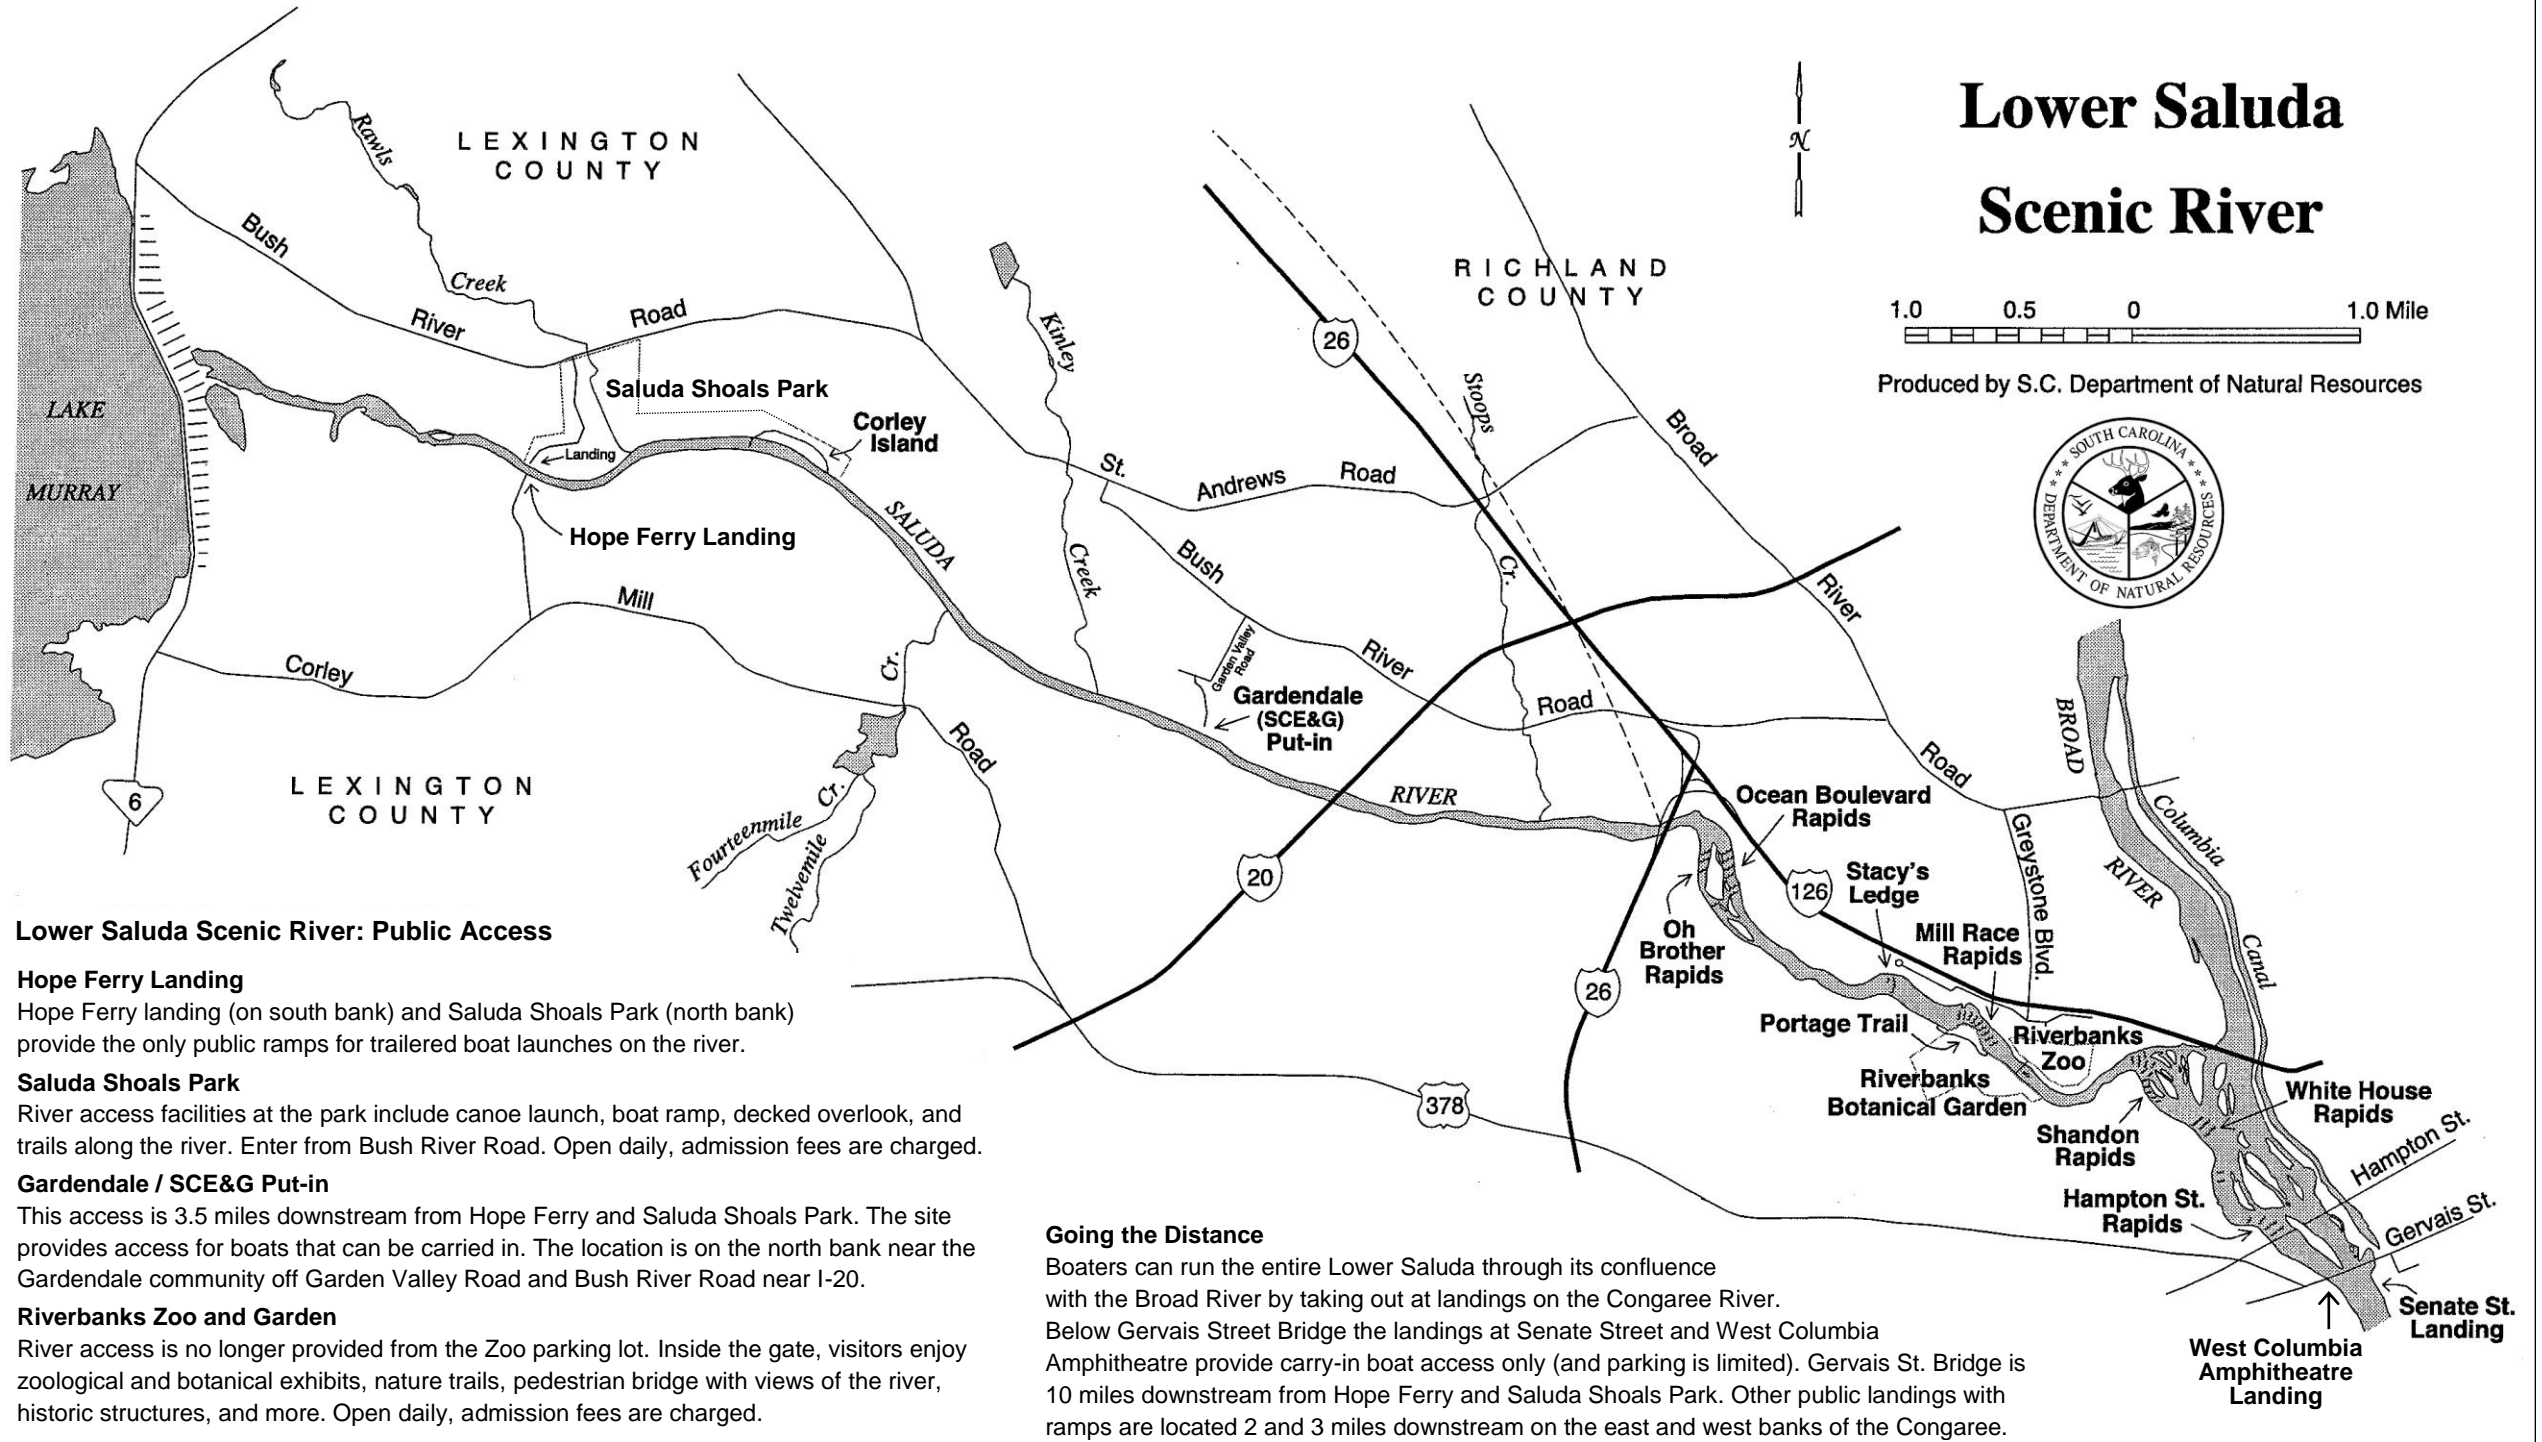 Lower Saluda
Scenic River
1.0 0.5 0 1.0 Mile
Produced by S.C. Department of Natural Resources
SOUTH CAROLINA
DEPARTMENT OF NATURAL RESOURCES
N
LEXINGTON
COUNTY
RICHLAND
COUNTY
Rawls
Creek
Bush
River
Road
Saluda Shoals Park
Corley
Island
Landing
Hope Ferry Landing
LAKE
MURRAY
SALUDA
Kinley
Creek
St.
Andrews
Road
26
Stoops
Cr.
Broad
River
Road
Bush
River
Road
Garden Valley
Road
Gardendale
(SCE&G)
Put-in
Mill
Corley
Road
Cr.
6
LEXINGTON
COUNTY
Fourteenmile
Cr.
Twelvemile
RIVER
20
26
126
378
Ocean Boulevard
Rapids
Stacy's
Ledge
Oh
Brother
Rapids
Mill Race
Rapids
Greystone Blvd.
Portage Trail
Riverbanks
Zoo
Riverbanks
Botanical Garden
BROAD
RIVER
Columbia
Canal
White House
Rapids
Shandon
Rapids
Hampton St.
Hampton St.
Rapids
Gervais St.
Senate St.
Landing
West Columbia
Amphitheatre
Landing
Lower Saluda Scenic River: Public Access
Hope Ferry Landing
Hope Ferry landing (on south bank) and Saluda Shoals Park (north bank)
provide the only public ramps for trailered boat launches on the river.
Saluda Shoals Park
River access facilities at the park include canoe launch, boat ramp, decked overlook, and
trails along the river. Enter from Bush River Road. Open daily, admission fees are charged.
Gardendale / SCE&G Put-in
This access is 3.5 miles downstream from Hope Ferry and Saluda Shoals Park. The site
provides access for boats that can be carried in. The location is on the north bank near the
Gardendale community off Garden Valley Road and Bush River Road near I-20.
Riverbanks Zoo and Garden
River access is no longer provided from the Zoo parking lot. Inside the gate, visitors enjoy
zoological and botanical exhibits, nature trails, pedestrian bridge with views of the river,
historic structures, and more. Open daily, admission fees are charged.
Going the Distance
Boaters can run the entire Lower Saluda through its confluence
with the Broad River by taking out at landings on the Congaree River.
Below Gervais Street Bridge the landings at Senate Street and West Columbia
Amphitheatre provide carry-in boat access only (and parking is limited). Gervais St. Bridge is
10 miles downstream from Hope Ferry and Saluda Shoals Park. Other public landings with
ramps are located 2 and 3 miles downstream on the east and west banks of the Congaree.